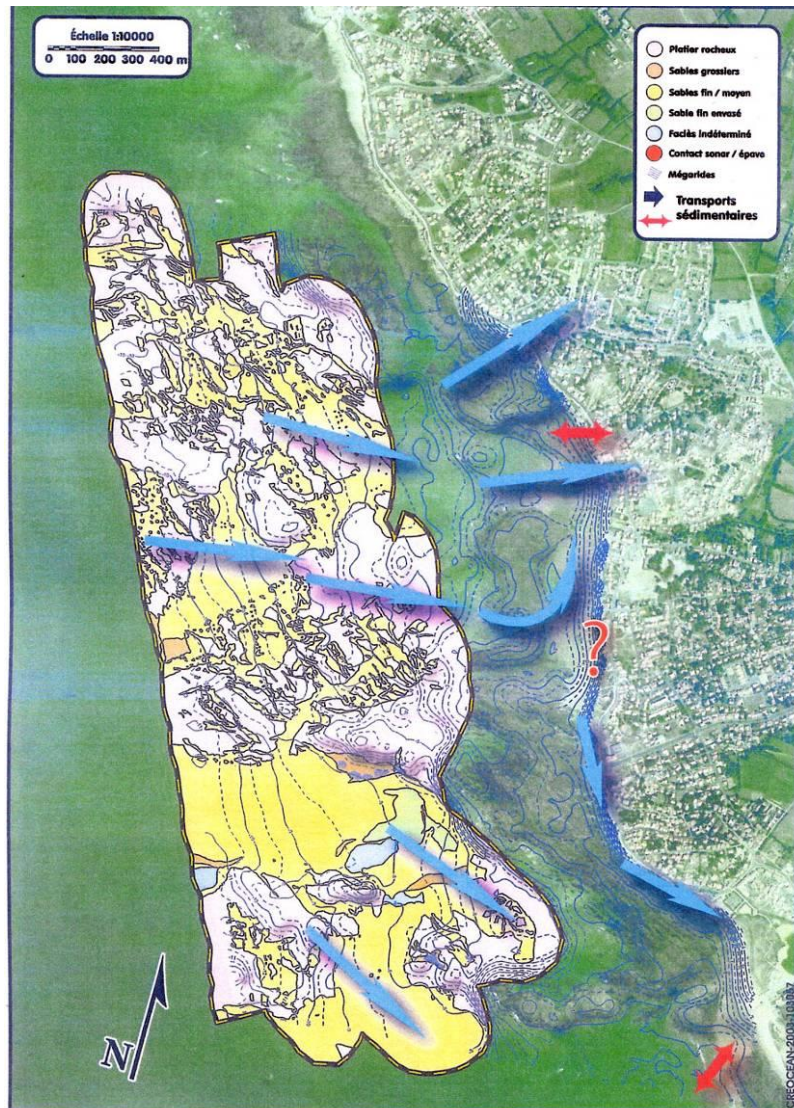 Échelle 1:10000
0 100 200 300 400 m
Platier rocheux
Sables grossiers
Sables fin / moyen
Sable fin envasé
Faciès indéterminé
Contact sonar / épave
Mégarides
Transports
sédimentaires
?
N